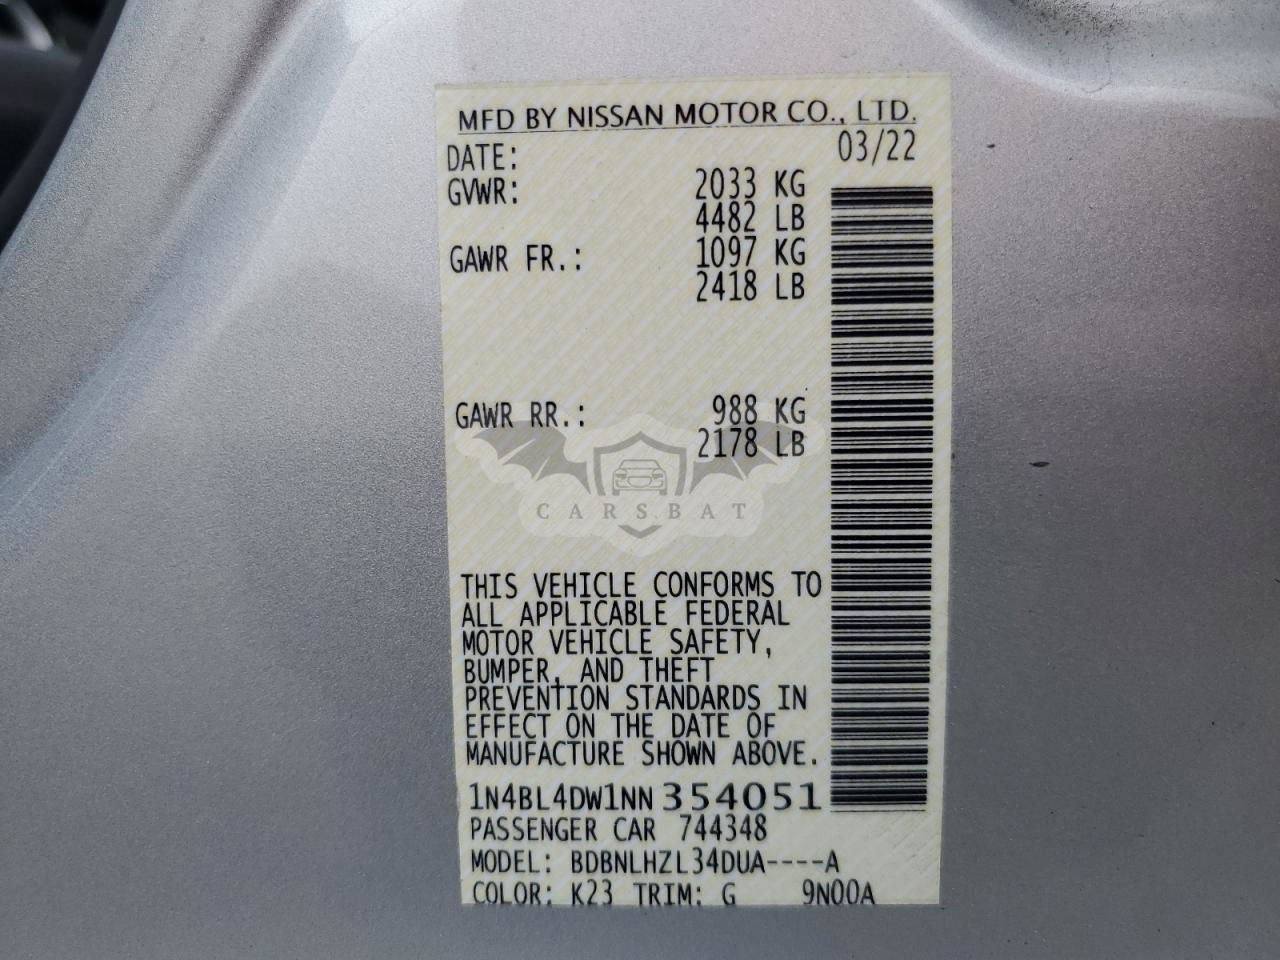 MFD BY NISSAN MOTOR CO., LTD.
DATE: 03/22
GVWR: 2033 KG
4482 LB
GAWR FR.: 1097 KG
2418 LB
GAWR RR.: 988 KG
2178 LB
CARSBAT
THIS VEHICLE CONFORMS TO
ALL APPLICABLE FEDERAL
MOTOR VEHICLE SAFETY,
BUMPER, AND THEFT
PREVENTION STANDARDS IN
EFFECT ON THE DATE OF
MANUFACTURE SHOWN ABOVE.
1N4BL4DW1NN354051
PASSENGER CAR 744348
MODEL: BDBNLHZL34DUA----A
COLOR: K23 TRIM: G 9N00A